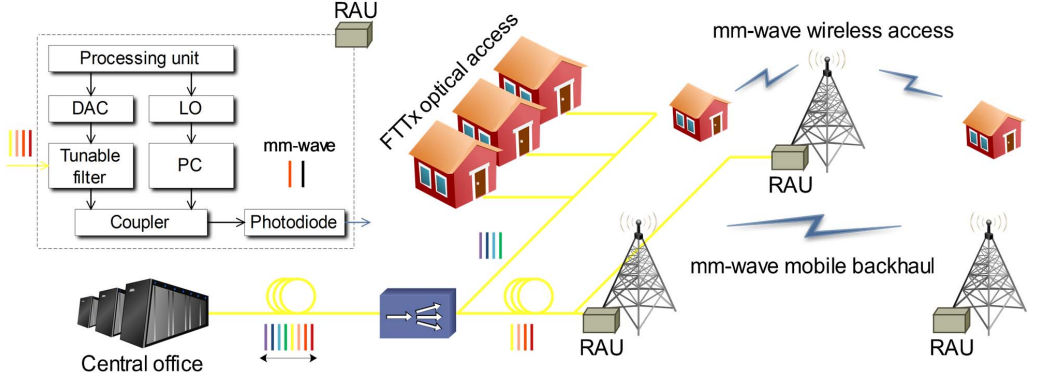 RAU
Processing unit
DAC
LO
Tunable
filter
PC
mm-wave
Coupler
Photodiode
FTTx optical access
mm-wave wireless access
RAU
mm-wave mobile backhaul
Central office
RAU
RAU